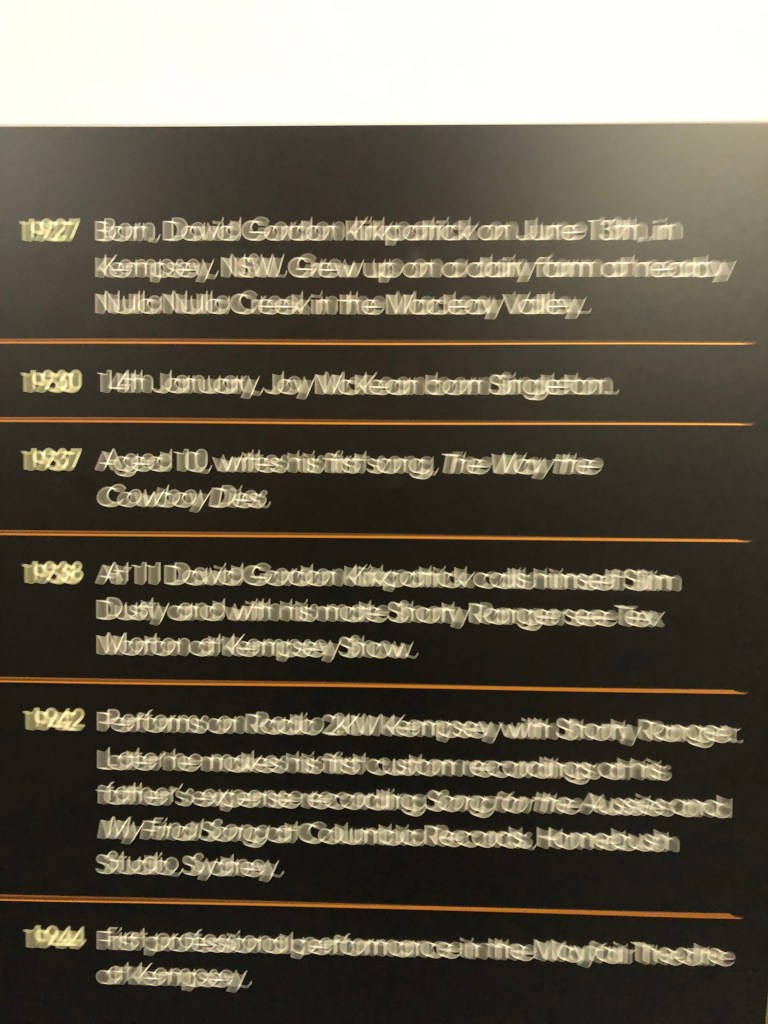 1927 Born, David Gordon Kirkpatrick on June 13th, in
Kempsey, NSW. Grew up on a dairy farm at nearby
Nulla Nulla Creek in the Macleay Valley.
1930 14th January, Joy McKean born Singleton.
1937 Aged 10, writes his first song, The Way the
Cowboy Dies.
1938 At 11 David Gordon Kirkpatrick calls himself Slim
Dusty and with his mate Shorty Ranger see Tex
Morton at Kempsey Show.
1942 Performs on Radio 2KM Kempsey with Shorty Ranger.
Later he makes his first custom recordings at his
father's expense recording Song for the Aussies and
My Final Song at Columbia Records, Homebush
Studio, Sydney.
1944 First professional performance in the Mayfair Theatre
at Kempsey.